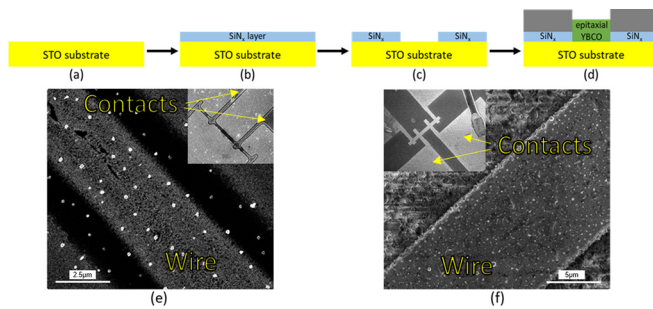 STO substrate
(a)
SiNₓ layer
STO substrate
(b)
SiNₓ SiNₓ
STO substrate
(c)
epitaxial
SiNₓ YBCO SiNₓ
STO substrate
(d)
Contacts
Wire
2.5μm
(e)
Contacts
Wire
5μm
(f)